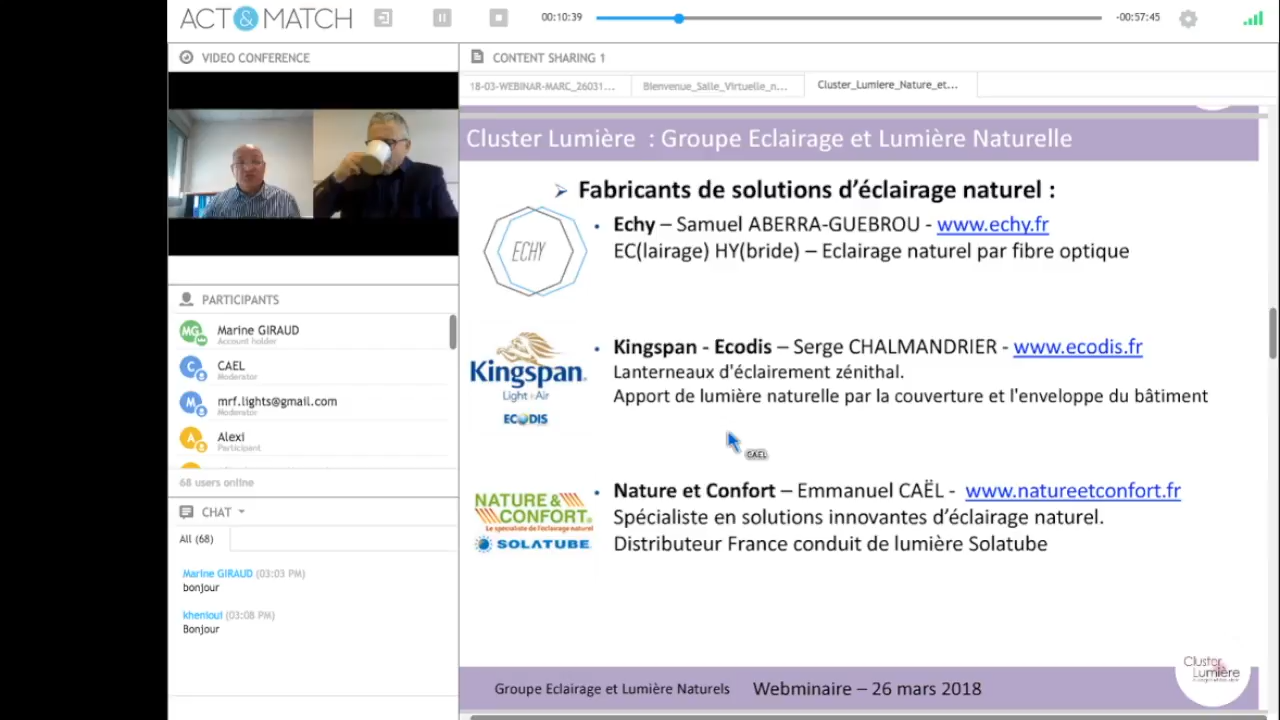 ACT & MATCH
00:10:39
-00:57:45
VIDEO CONFERENCE
PARTICIPANTS
MG
Marine GIRAUD
Account holder
C
CAEL
Moderator
M
mrf.lights@gmail.com
Moderator
A
Alexi
Participant
68 users online
CHAT
All (68)
Marine GIRAUD (03:03 PM)
bonjour
khenioui (03:08 PM)
Bonjour
CONTENT SHARING 1
18-03-WEBINAR-MARC_26031...
Bienvenue_Salle_Virtuelle_n...
Cluster_Lumiere_Nature_et...
Cluster Lumière : Groupe Eclairage et Lumière Naturelle
Fabricants de solutions d’éclairage naturel :
ECHY
• Echy – Samuel ABERRA-GUEBROU - www.echy.fr
EC(lairage) HY(bride) – Eclairage naturel par fibre optique
Kingspan
Light + Air
ECODIS
• Kingspan - Ecodis – Serge CHALMANDRIER - www.ecodis.fr
Lanterneaux d'éclairement zénithal.
Apport de lumière naturelle par la couverture et l'enveloppe du bâtiment
CAEL
NATURE &
CONFORT
Le spécialiste de l'éclairage naturel
SOLATUBE
• Nature et Confort – Emmanuel CAËL - www.natureetconfort.fr
Spécialiste en solutions innovantes d’éclairage naturel.
Distributeur France conduit de lumière Solatube
Cluster
Lumière
Groupe Eclairage et Lumière Naturels
Webminaire – 26 mars 2018